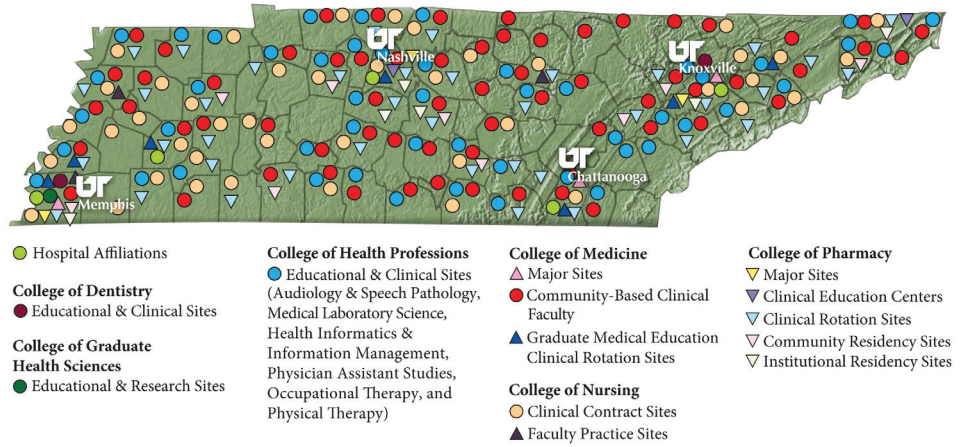 UT
Nashville
UT
Knoxville
UT
Chattanooga
UT
Memphis
Hospital Affiliations
College of Dentistry
Educational & Clinical Sites
College of Graduate
Health Sciences
Educational & Research Sites
College of Health Professions
Educational & Clinical Sites
(Audiology & Speech Pathology,
Medical Laboratory Science,
Health Informatics &
Information Management,
Physician Assistant Studies,
Occupational Therapy, and
Physical Therapy)
College of Medicine
Major Sites
Community-Based Clinical
Faculty
Graduate Medical Education
Clinical Rotation Sites
College of Nursing
Clinical Contract Sites
Faculty Practice Sites
College of Pharmacy
Major Sites
Clinical Education Centers
Clinical Rotation Sites
Community Residency Sites
Institutional Residency Sites